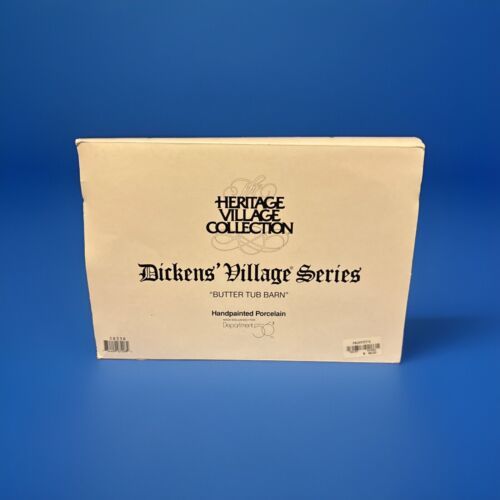 The
HERITAGE
VILLAGE
COLLECTION
Dickens' Village Series
"BUTTER TUB BARN"
Handpainted Porcelain
Department 56